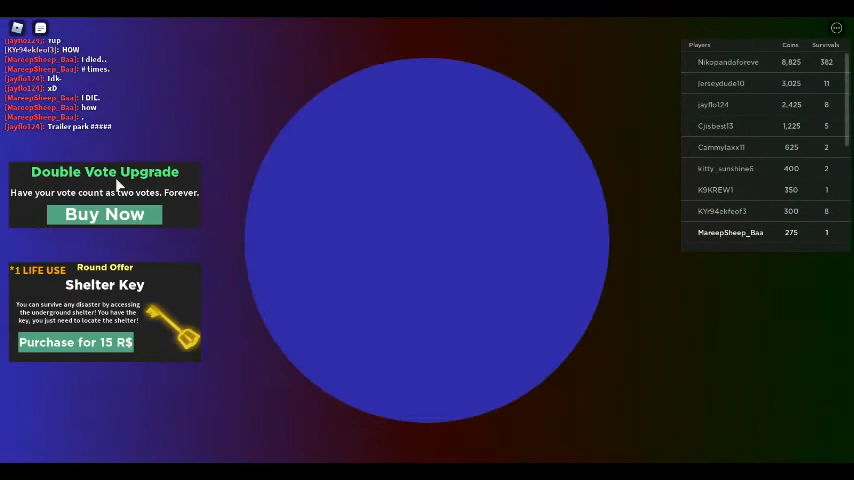 [jayflo124]: Yup
[KYr94ekfeof3]: HOW
[MareepSheep_Baa]: I died..
[MareepSheep_Baa]: # times.
[jayflo124]: Idk-
[jayflo124]: xD
[MareepSheep_Baa]: I DIE.
[MareepSheep_Baa]: how
[MareepSheep_Baa]: .
[jayflo124]: Trailer park #####
Double Vote Upgrade
Have your vote count as two votes. Forever.
Buy Now
*1 LIFE USE
Round Offer
Shelter Key
You can survive any disaster by accessing
the underground shelter! You have the
key, you just need to locate the shelter!
Purchase for 15 R$
Players Coins Survivals
Nikopandaforeve 8,825 382
Jerseydude10 3,025 11
jayflo124 2,425 8
Cjisbest13 1,225 5
Cammylaxx11 625 2
kitty_sunshine6 400 2
K9KREW1 350 1
KYr94ekfeof3 300 8
MareepSheep_Baa 275 1